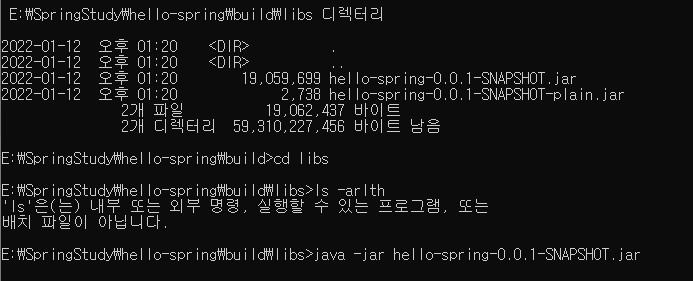 E:\SpringStudy\hello-spring\build\libs 디렉터리
2022-01-12 오후 01:20 <DIR> .
2022-01-12 오후 01:20 <DIR> ..
2022-01-12 오후 01:20 19,059,699 hello-spring-0.0.1-SNAPSHOT.jar
2022-01-12 오후 01:20 2,738 hello-spring-0.0.1-SNAPSHOT-plain.jar
2개 파일 19,062,437 바이트
2개 디렉터리 59,310,227,456 바이트 남음
E:₩SpringStudy₩hello-spring₩build>cd libs
E:₩SpringStudy₩hello-spring₩build₩libs>ls -arlth
'ls'은(는) 내부 또는 외부 명령, 실행할 수 있는 프로그램, 또는
배치 파일이 아닙니다.
E:₩SpringStudy₩hello-spring₩build₩libs>java -jar hello-spring-0.0.1-SNAPSHOT.jar